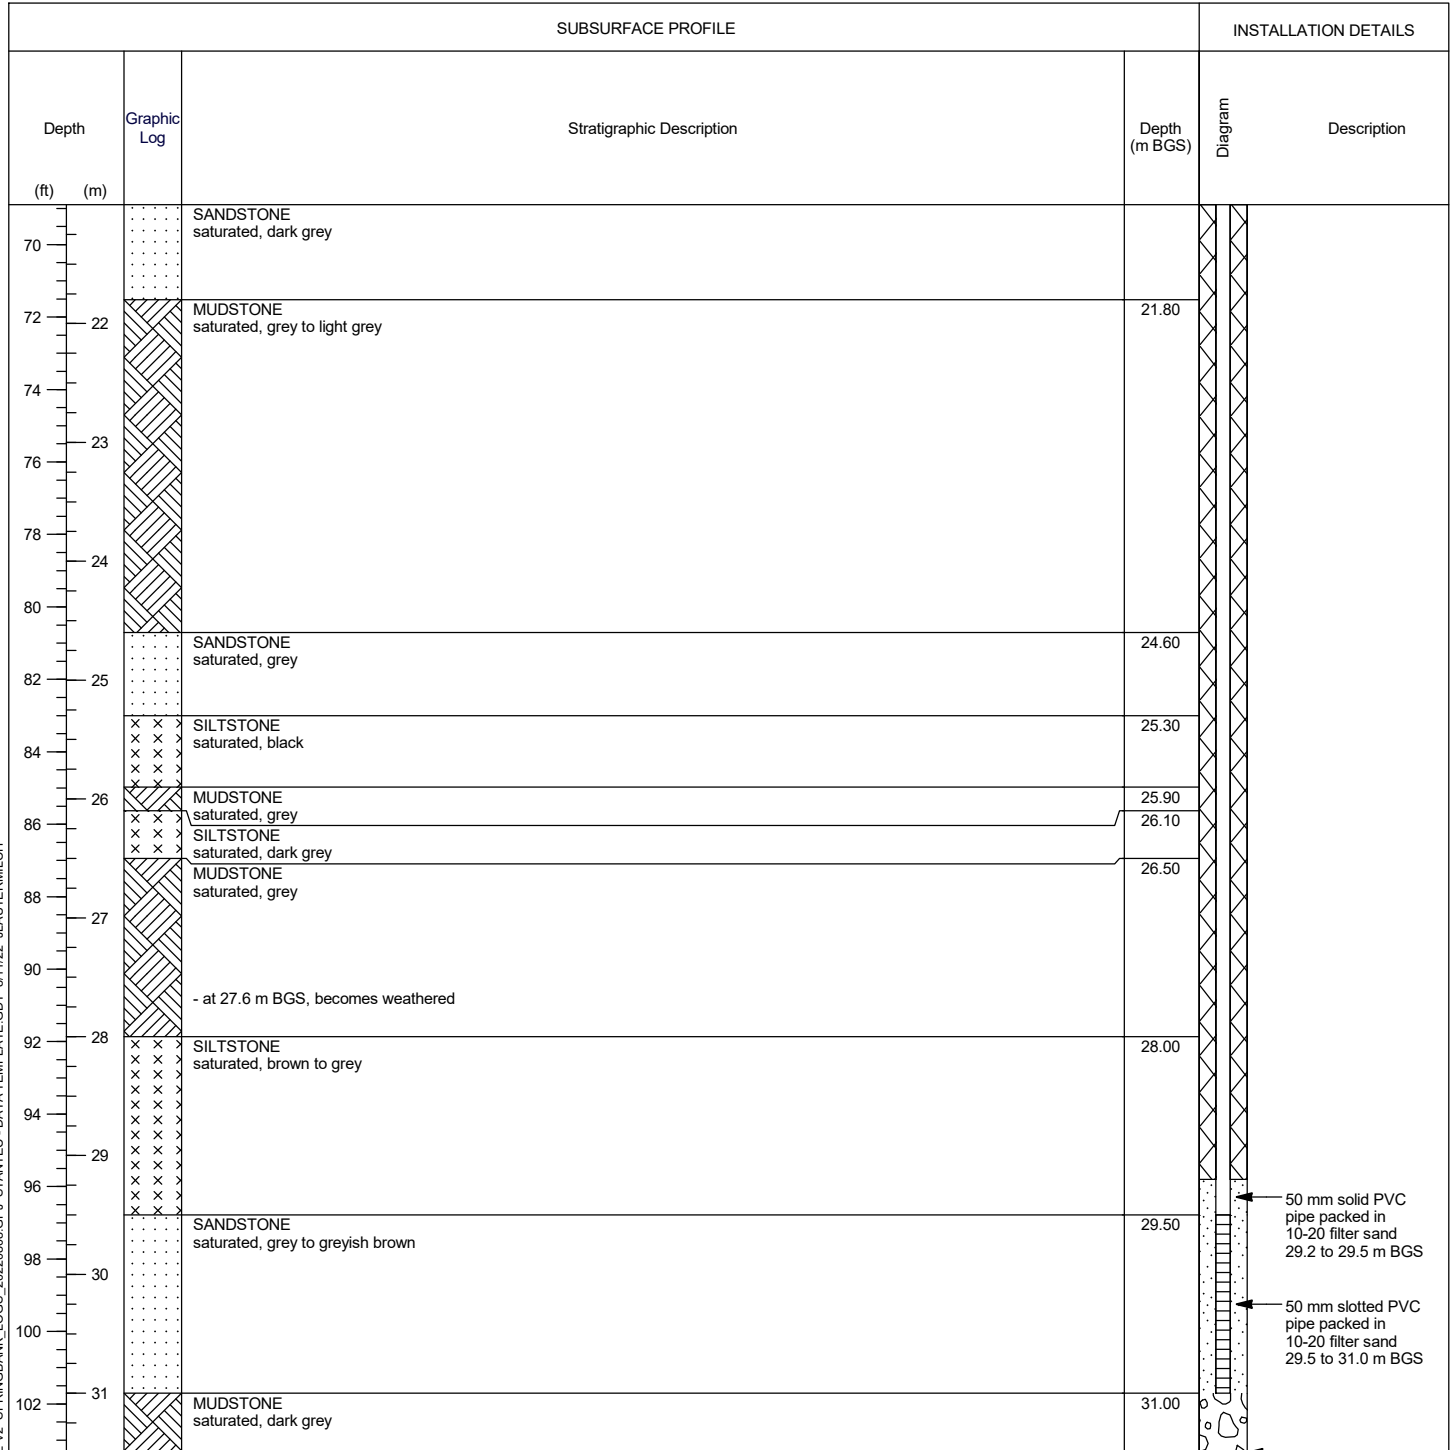 SUBSURFACE PROFILE
INSTALLATION DETAILS
Depth
Graphic
Log
Stratigraphic Description
Depth
(m BGS)
Diagram
Description
(ft) (m)
SANDSTONE
saturated, dark grey
70
MUDSTONE
saturated, grey to light grey
21.80
72
22
74
23
76
78
24
80
SANDSTONE
saturated, grey
24.60
82
25
SILTSTONE
saturated, black
25.30
84
MUDSTONE
saturated, grey
25.90
26
26.10
86
SILTSTONE
saturated, dark grey
MUDSTONE
saturated, grey
26.50
88
27
90
- at 27.6 m BGS, becomes weathered
92
28
SILTSTONE
saturated, brown to grey
28.00
94
29
96
50 mm solid PVC
pipe packed in
10-20 filter sand
29.2 to 29.5 m BGS
SANDSTONE
saturated, grey to greyish brown
29.50
98
30
50 mm slotted PVC
pipe packed in
10-20 filter sand
29.5 to 31.0 m BGS
100
31
102
MUDSTONE
saturated, dark grey
31.00